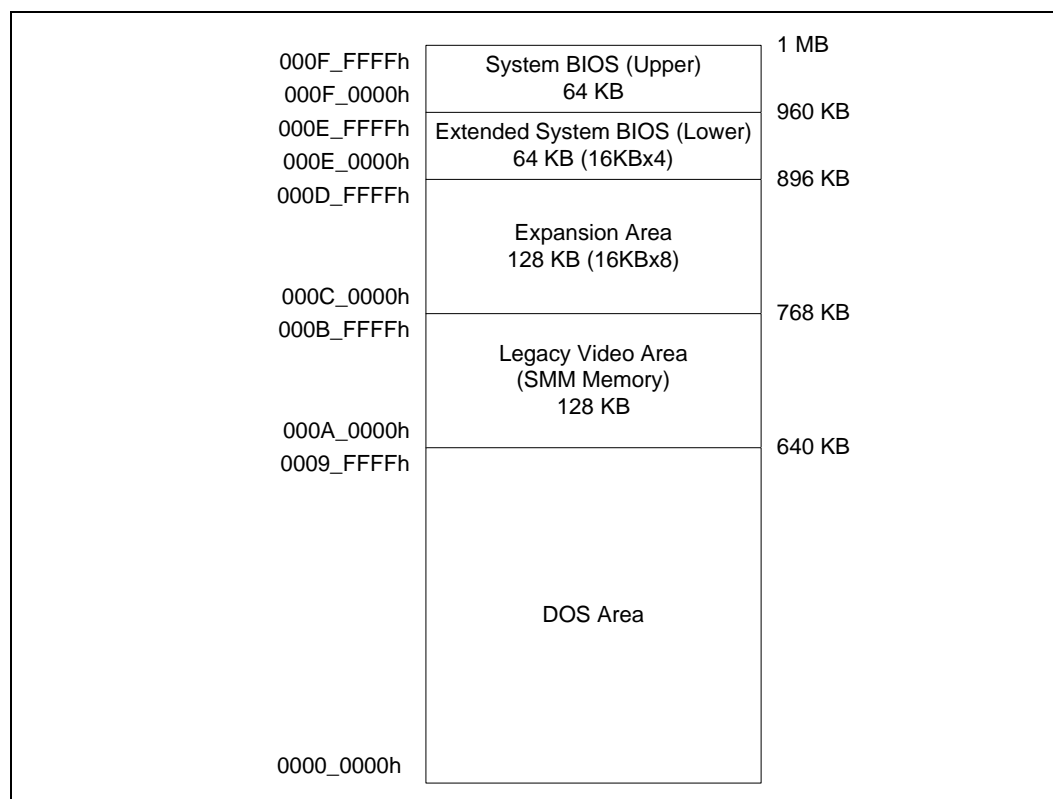 1 MB
000F_FFFFh
System BIOS (Upper)
64 KB
000F_0000h
960 KB
000E_FFFFh
Extended System BIOS (Lower)
64 KB (16KBx4)
000E_0000h
896 KB
000D_FFFFh
Expansion Area
128 KB (16KBx8)
000C_0000h
768 KB
000B_FFFFh
Legacy Video Area
(SMM Memory)
128 KB
000A_0000h
640 KB
0009_FFFFh
DOS Area
0000_0000h